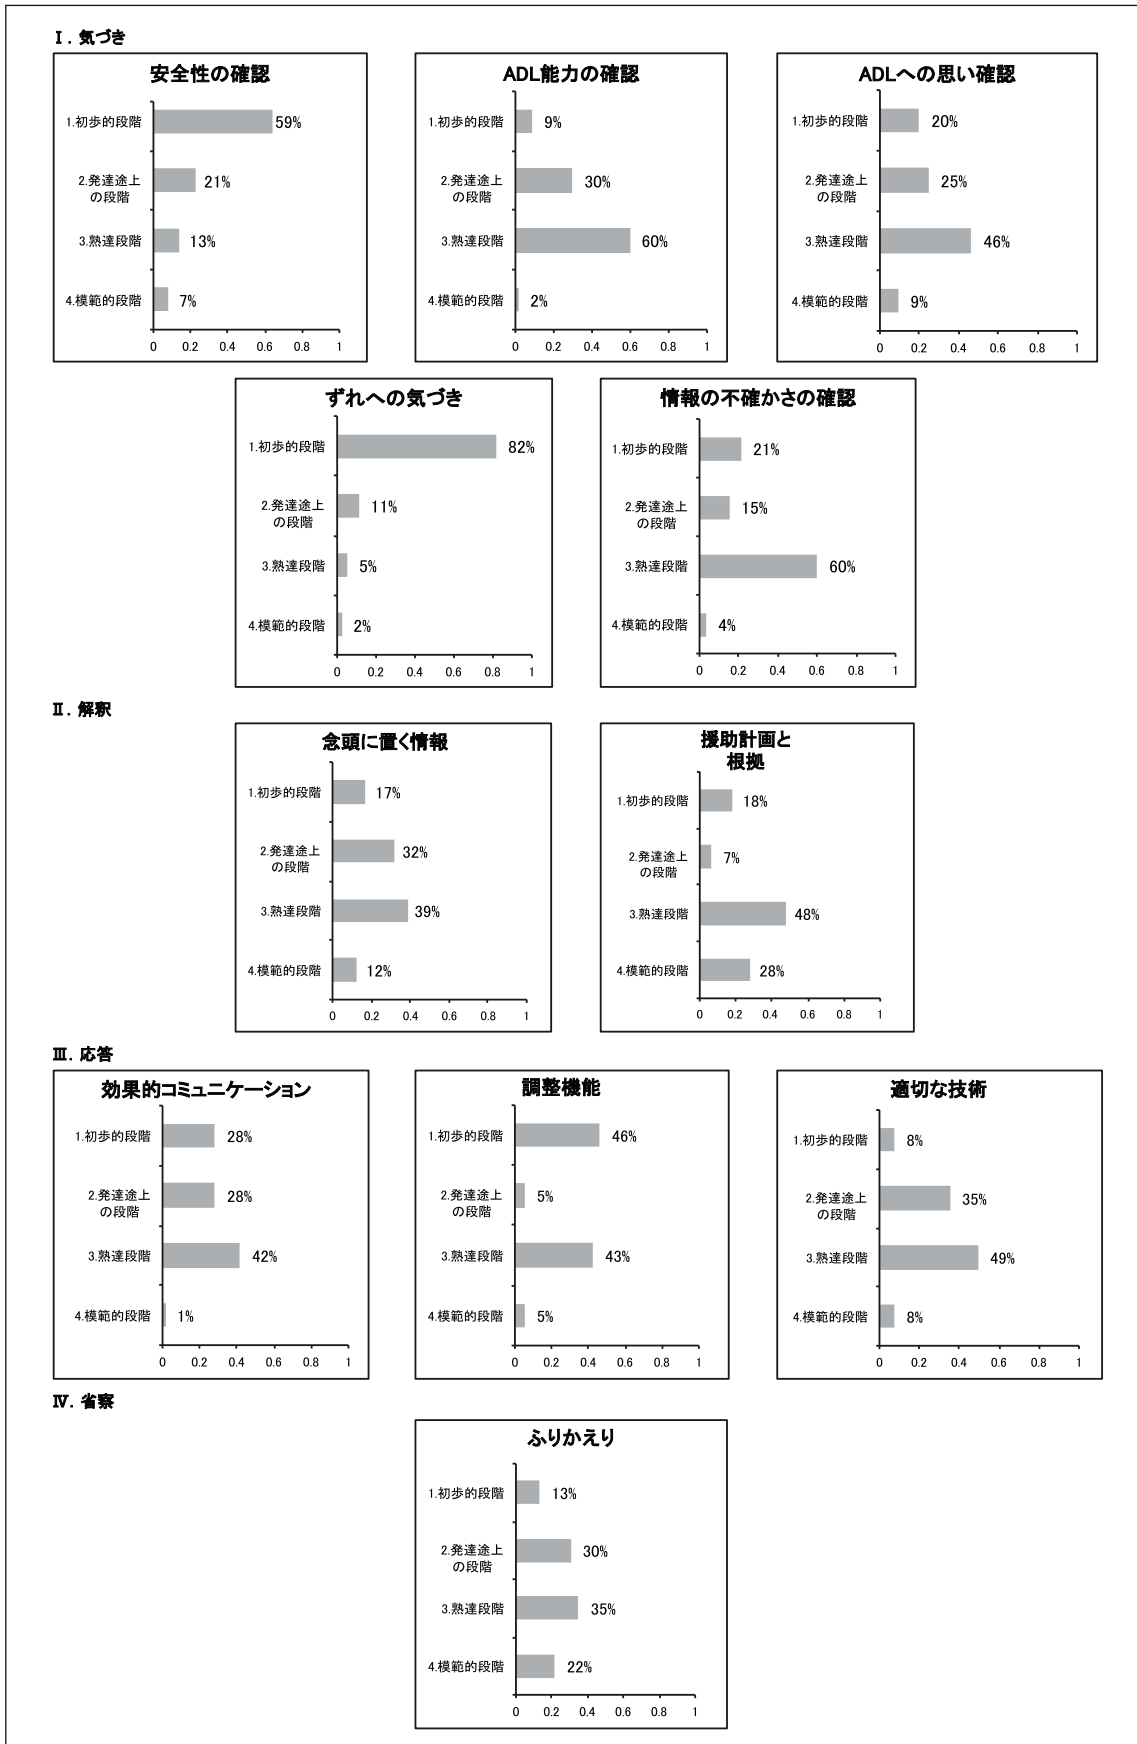 Ⅰ. 気づき
安全性の確認
1.初歩的段階
59%
2.発達途上
の段階
21%
3.熟達段階
13%
4.模範的段階
7%
0 0.2 0.4 0.6 0.8 1
ADL能力の確認
1.初歩的段階
9%
2.発達途上
の段階
30%
3.熟達段階
60%
4.模範的段階
2%
0 0.2 0.4 0.6 0.8 1
ADLへの思い確認
1.初歩的段階
20%
2.発達途上
の段階
25%
3.熟達段階
46%
4.模範的段階
9%
0 0.2 0.4 0.6 0.8 1
ずれへの気づき
1.初歩的段階
82%
2.発達途上
の段階
11%
3.熟達段階
5%
4.模範的段階
2%
0 0.2 0.4 0.6 0.8 1
情報の不確かさの確認
1.初歩的段階
21%
2.発達途上
の段階
15%
3.熟達段階
60%
4.模範的段階
4%
0 0.2 0.4 0.6 0.8 1
Ⅱ. 解釈
念頭に置く情報
1.初歩的段階
17%
2.発達途上
の段階
32%
3.熟達段階
39%
4.模範的段階
12%
0 0.2 0.4 0.6 0.8 1
援助計画と
根拠
1.初歩的段階
18%
2.発達途上
の段階
7%
3.熟達段階
48%
4.模範的段階
28%
0 0.2 0.4 0.6 0.8 1
Ⅲ. 応答
効果的コミュニケーション
1.初歩的段階
28%
2.発達途上
の段階
28%
3.熟達段階
42%
4.模範的段階
1%
0 0.2 0.4 0.6 0.8 1
調整機能
1.初歩的段階
46%
2.発達途上
の段階
5%
3.熟達段階
43%
4.模範的段階
5%
0 0.2 0.4 0.6 0.8 1
適切な技術
1.初歩的段階
8%
2.発達途上
の段階
35%
3.熟達段階
49%
4.模範的段階
8%
0 0.2 0.4 0.6 0.8 1
Ⅳ. 省察
ふりかえり
1.初歩的段階
13%
2.発達途上
の段階
30%
3.熟達段階
35%
4.模範的段階
22%
0 0.2 0.4 0.6 0.8 1